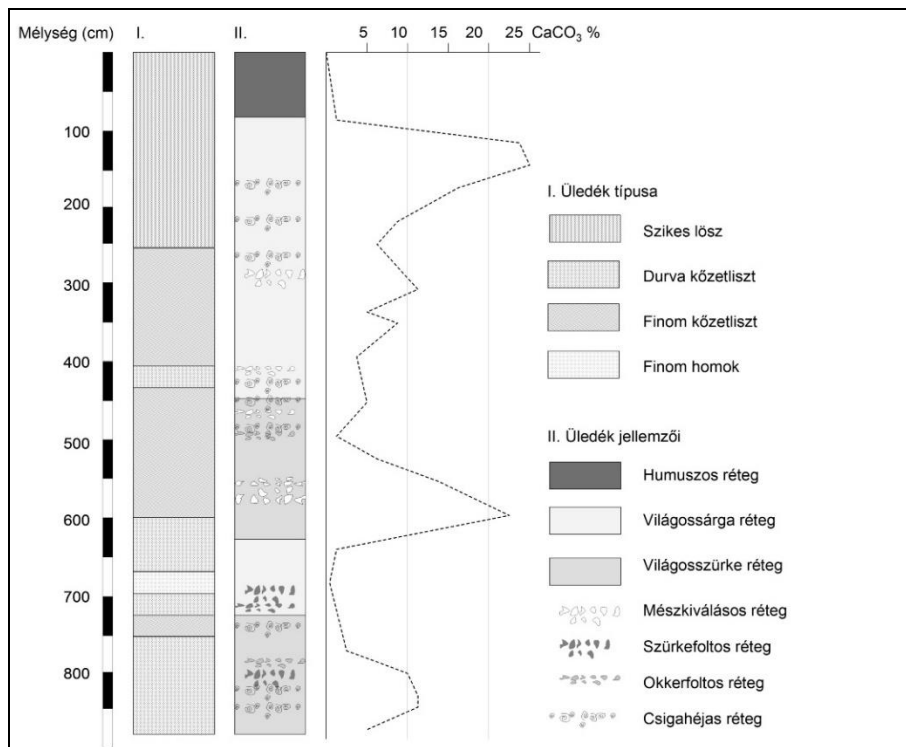 Mélység (cm) I. II. 5 10 15 20 25 CaCO₃ %
100
200
300
400
500
600
700
800
I. Üledék típusa
Szikes lösz
Durva kőzetliszt
Finom kőzetliszt
Finom homok
II. Üledék jellemzői
Humuszos réteg
Világossárga réteg
Világosszürke réteg
Mészkiválásos réteg
Szürkefoltos réteg
Okkerfoltos réteg
Csigahéjas réteg